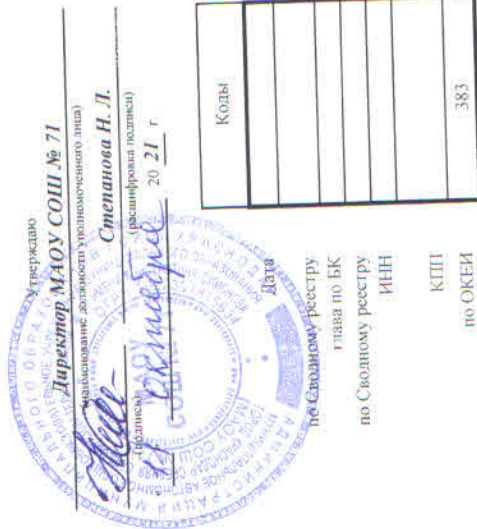 Утверждаю
Директор МАОУ СОШ № 71
(наименование должности уполномоченного лица)
Степанова Н. Л.
(подпись) (расшифровка подписи)
октября 20 21 г.
Коды
Дата
по Сводному реестру
глава по БК
по Сводному реестру
ИНН
КПП
по ОКЕИ 383